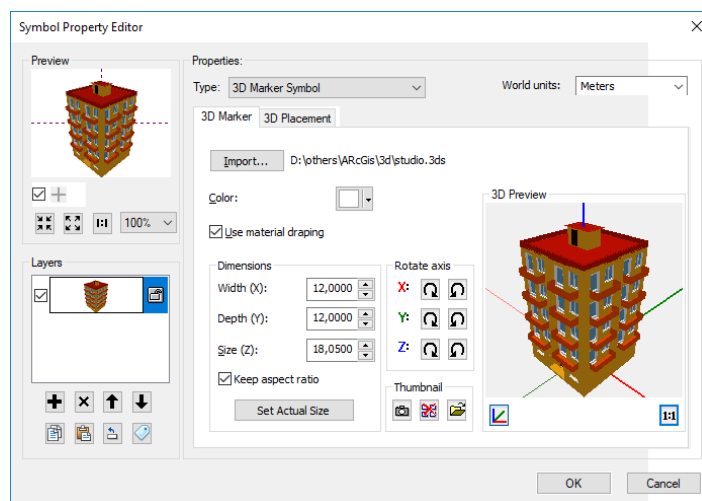 Symbol Property Editor
Preview
Properties:
Type: 3D Marker Symbol World units: Meters
3D Marker 3D Placement
Import... D:\others\ARcGis\3d\studio.3ds
Color:
3D Preview
Use material draping
1:1 100%
Layers
Dimensions Rotate axis
Width (X): 12,0000 X:
Depth (Y): 12,0000 Y:
Size (Z): 18,0500 Z:
Keep aspect ratio
Thumbnail
Set Actual Size
1:1
OK Cancel